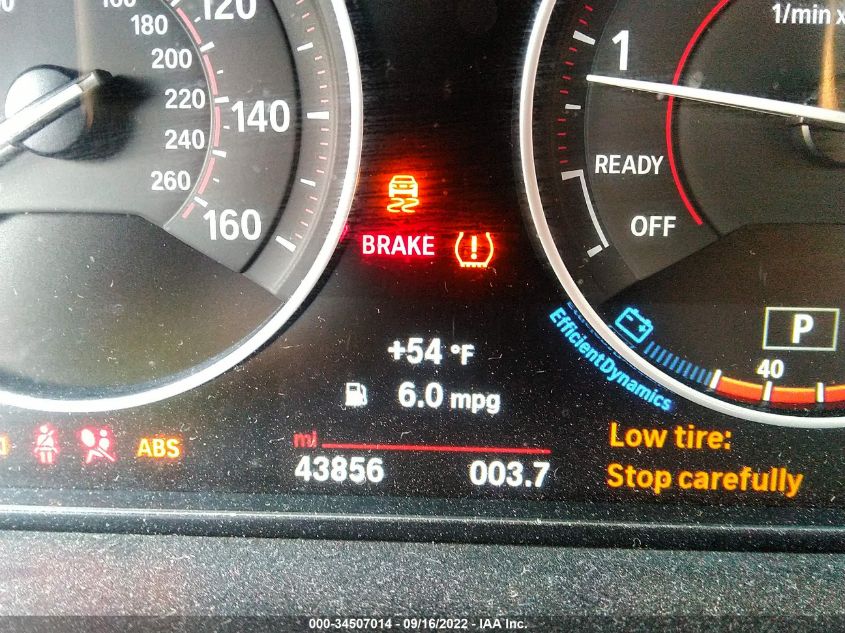 120
180
200
220
240
260
140
160
1/min x
1
READY
OFF
BRAKE
+54 °F
6.0 mpg
EfficientDynamics
P
40
ABS
mi
43856 003.7
Low tire:
Stop carefully
000-34507014 - 09/16/2022 - IAA Inc.